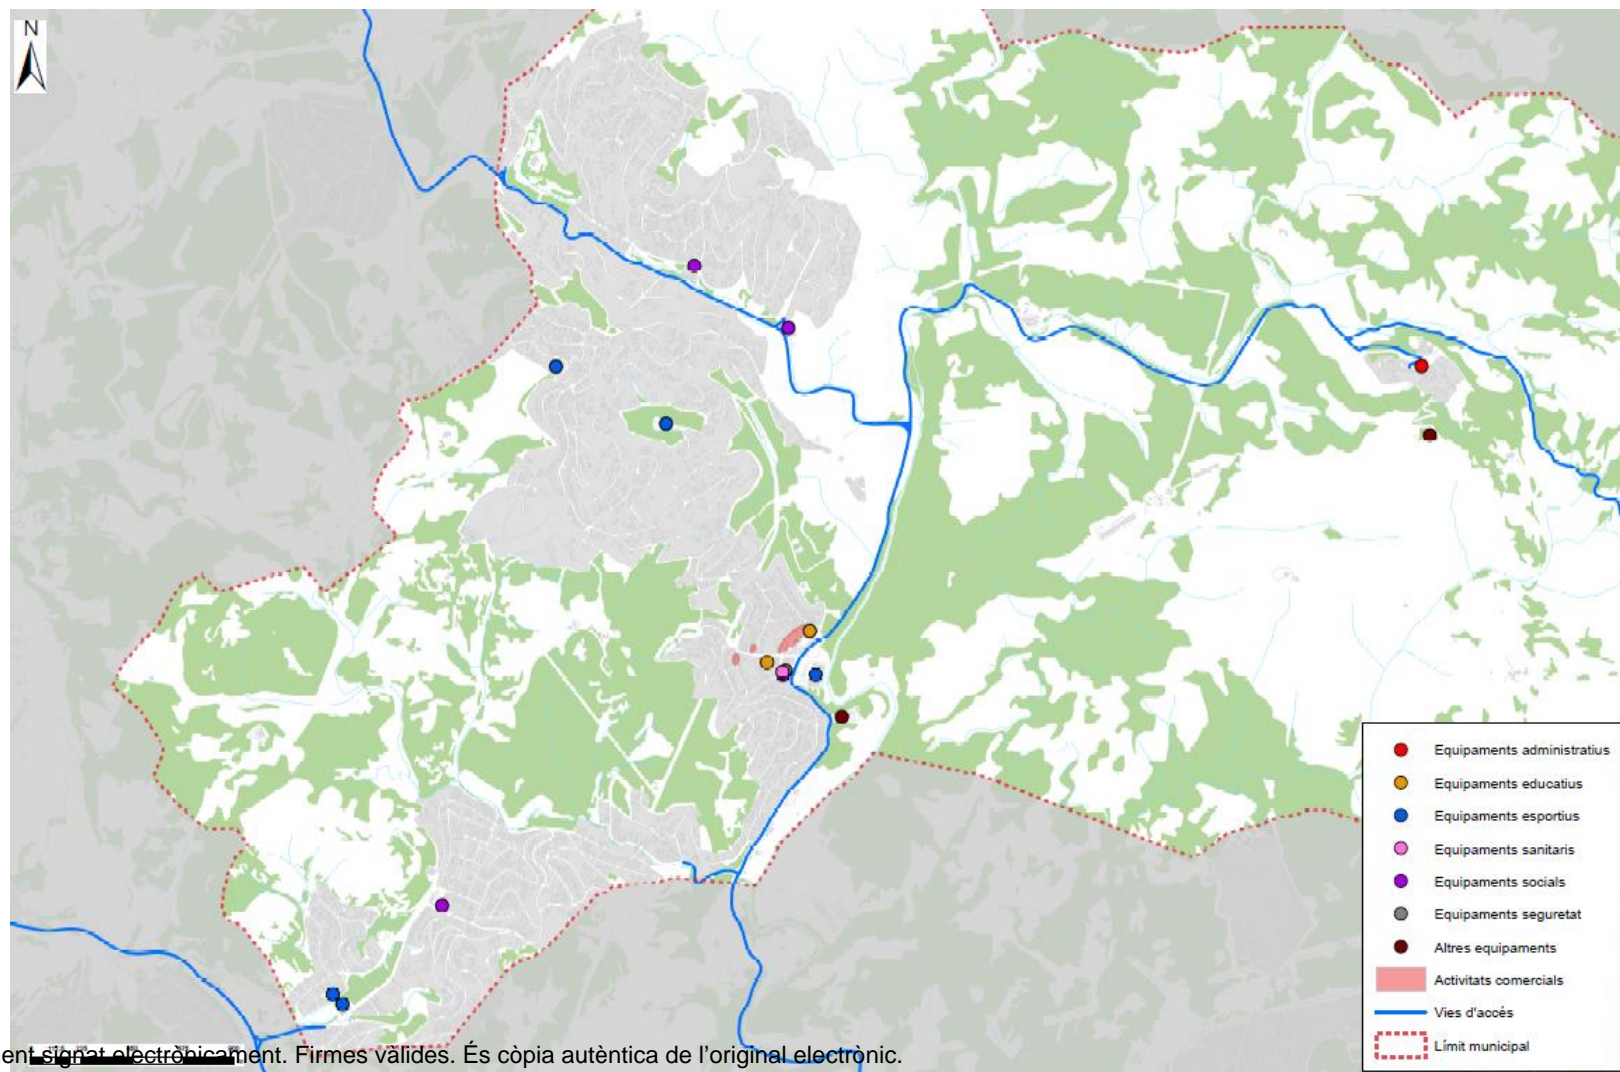 N
Equipaments administratius
Equipaments educatius
Equipaments esportius
Equipaments sanitaris
Equipaments socials
Equipaments seguretat
Altres equipaments
Activitats comercials
Vies d'accés
Límit municipal
ent signat electrònicament. Firmes vàlides. És còpia autèntica de l'original electrònic.